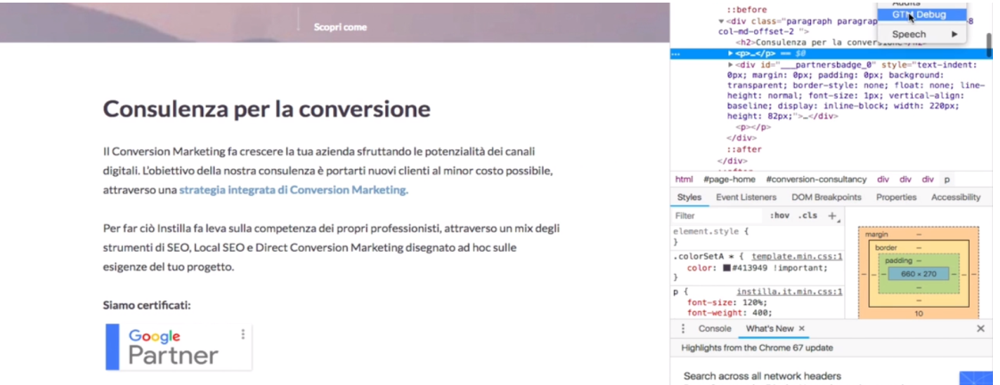 Scopri come
Consulenza per la conversione
Il Conversion Marketing fa crescere la tua azienda sfruttando le potenzialità dei canali
digitali. L'obiettivo della nostra consulenza è portarti nuovi clienti al minor costo possibile,
attraverso una strategia integrata di Conversion Marketing.
Per far ciò Instilla fa leva sulla competenza dei propri professionisti, attraverso un mix degli
strumenti di SEO, Local SEO e Direct Conversion Marketing disegnato ad hoc sulle
esigenze del tuo progetto.
Siamo certificati:
Google
Partner
Audits
GTM Debug
Speech
::before
<div class="paragraph paragra
8
col-md-offset-2 ">
<h2>Consulenza per la conversione</h2>
… <p>…</p> == $0
<div id="___partnersbadge_0" style="text-indent:
0px; margin: 0px; padding: 0px; background:
transparent; border-style: none; float: none; line-
height: normal; font-size: 1px; vertical-align:
baseline; display: inline-block; width: 220px;
height: 82px;">…</div>
<p></p>
</div>
::after
</div>
::after
html #page-home #conversion-consultancy div div div p
Styles Event Listeners DOM Breakpoints Properties Accessibility
Filter :hov .cls +
element.style {
}
.colorSetA * { template.min.css:1
color: #413949 !important;
}
p { instilla.it.min.css:1
font-size: 120%;
font-weight: 400;
margin –
border –
padding –
– – – 660 × 270 – – –
–
–
10
Console What's New ×
Highlights from the Chrome 67 update
Search across all network headers